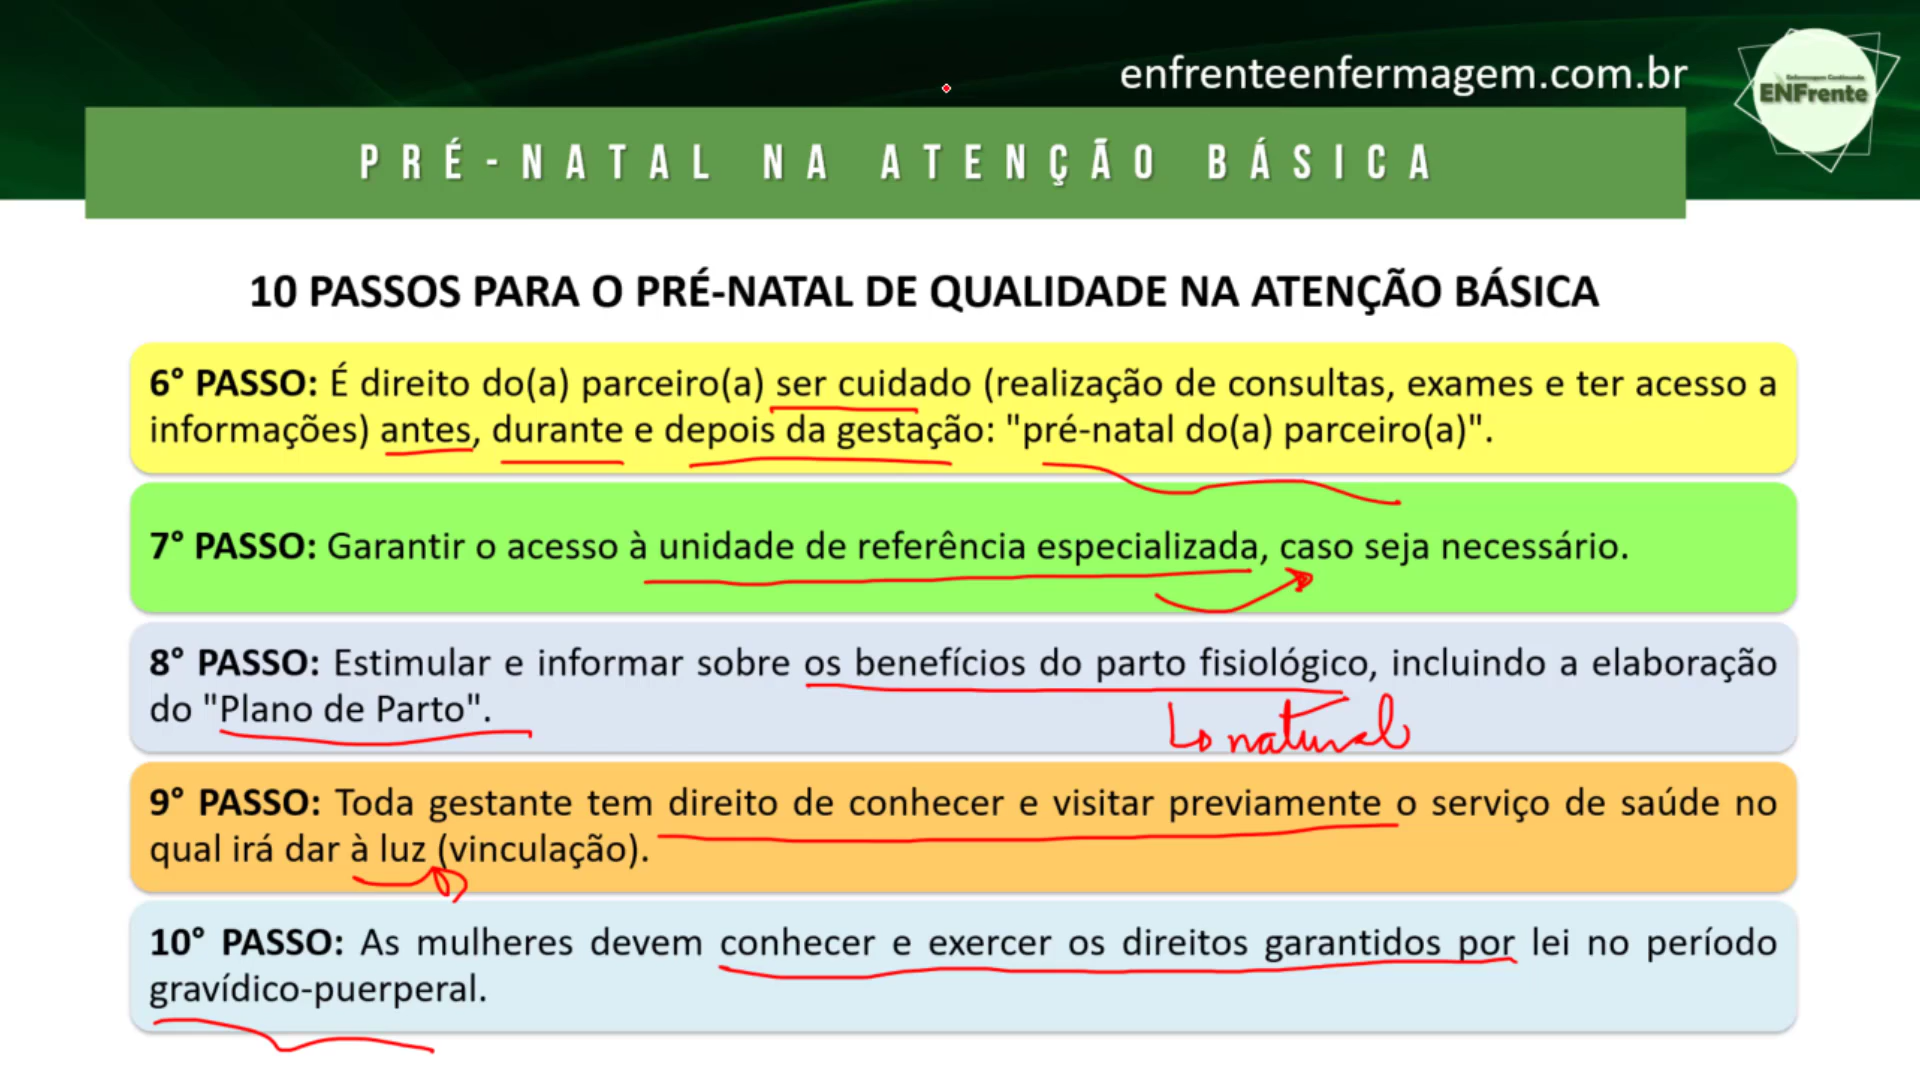 enfrenteenfermagem.com.br
Enfermagem Continuada
ENFrente
PRÉ-NATAL NA ATENÇÃO BÁSICA
10 PASSOS PARA O PRÉ-NATAL DE QUALIDADE NA ATENÇÃO BÁSICA
6° PASSO: É direito do(a) parceiro(a) ser cuidado (realização de consultas, exames e ter acesso a
informações) antes, durante e depois da gestação: "pré-natal do(a) parceiro(a)".
7° PASSO: Garantir o acesso à unidade de referência especializada, caso seja necessário.
8° PASSO: Estimular e informar sobre os benefícios do parto fisiológico, incluindo a elaboração
do "Plano de Parto".
natural
9° PASSO: Toda gestante tem direito de conhecer e visitar previamente o serviço de saúde no
qual irá dar à luz (vinculação).
10° PASSO: As mulheres devem conhecer e exercer os direitos garantidos por lei no período
gravídico-puerperal.